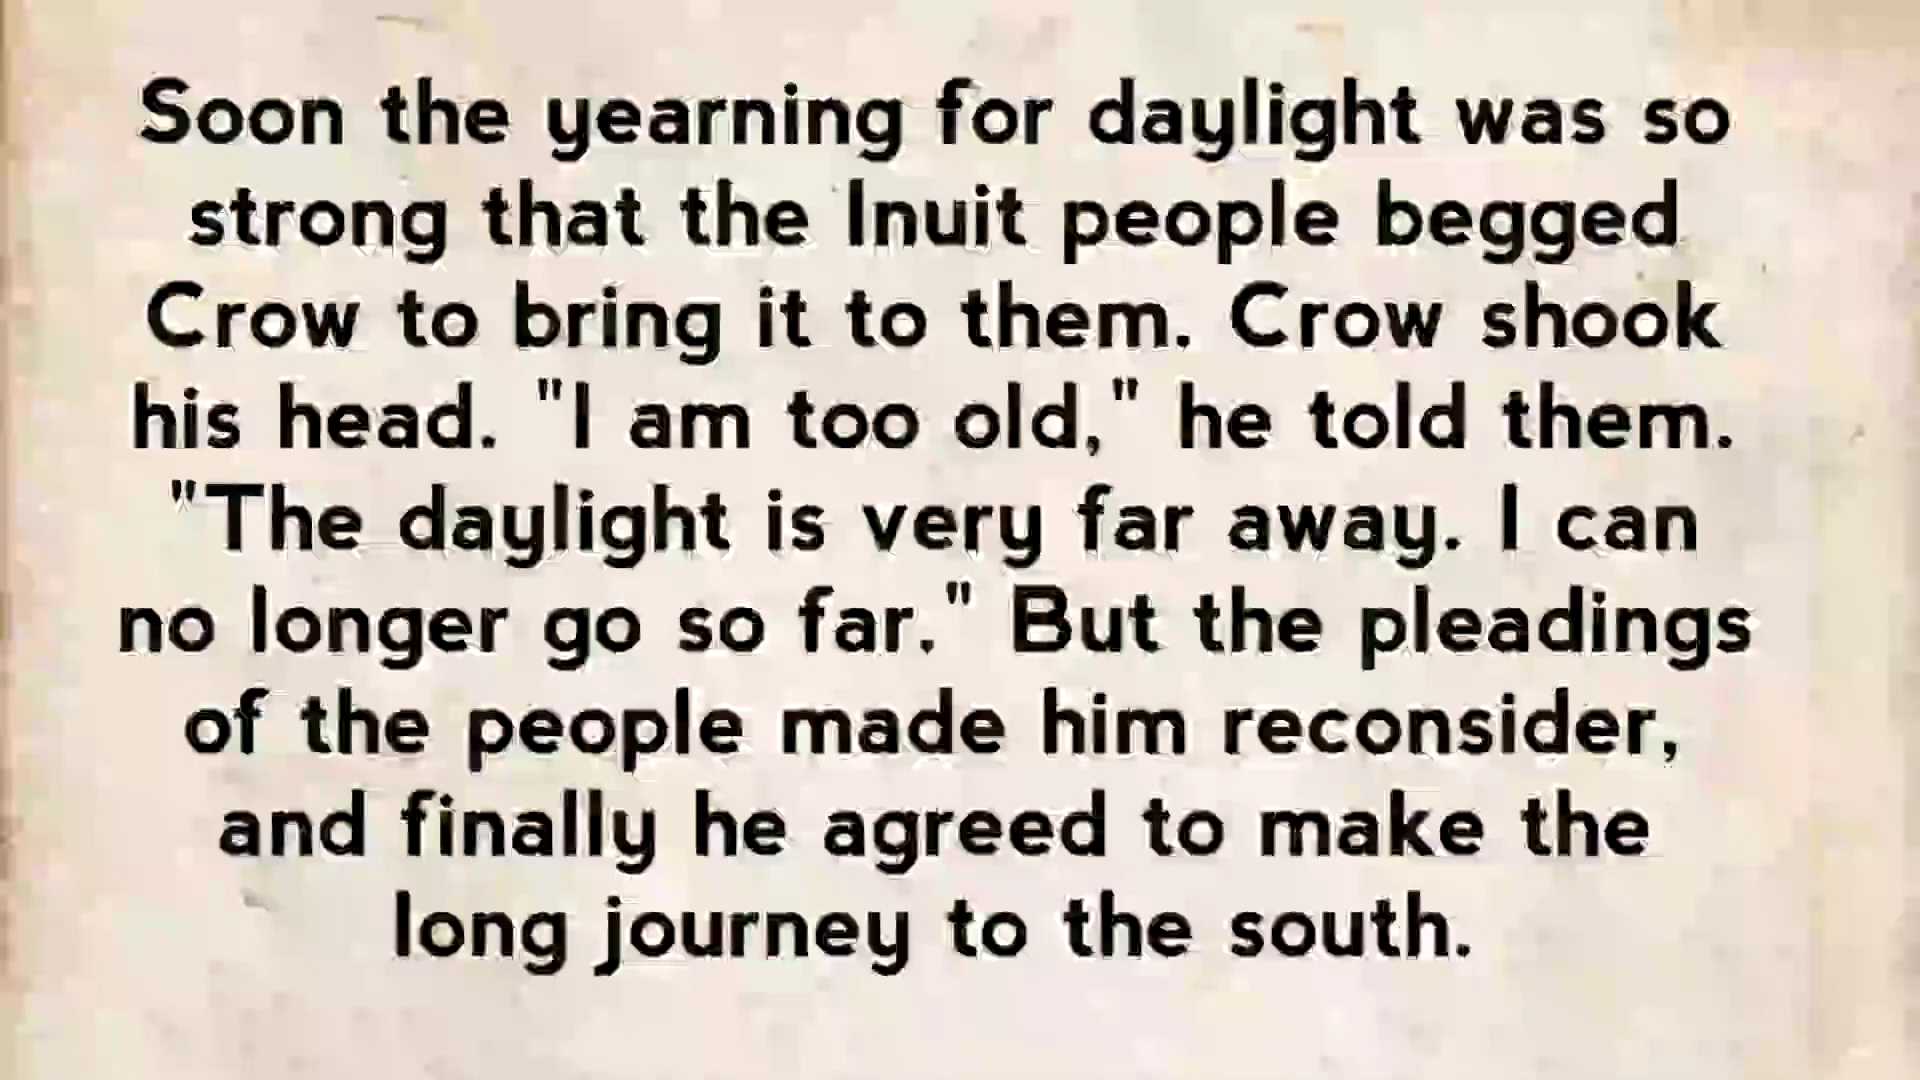 Soon the yearning for daylight was so
strong that the Inuit people begged
Crow to bring it to them. Crow shook
his head. "I am too old," he told them.
"The daylight is very far away. I can
no longer go so far." But the pleadings
of the people made him reconsider,
and finally he agreed to make the
long journey to the south.